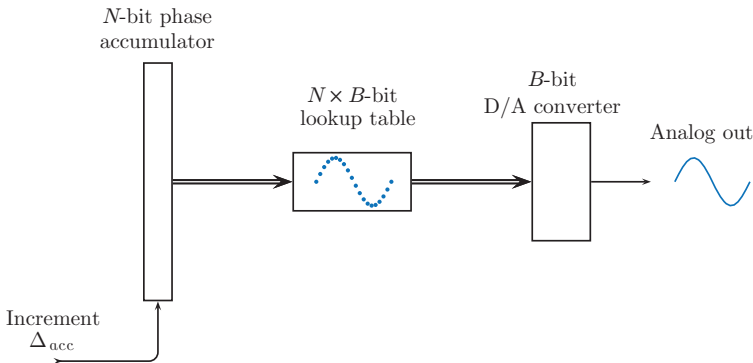 N-bit phase
accumulator
N × B-bit
lookup table
B-bit
D/A converter
Analog out
Increment
Δacc